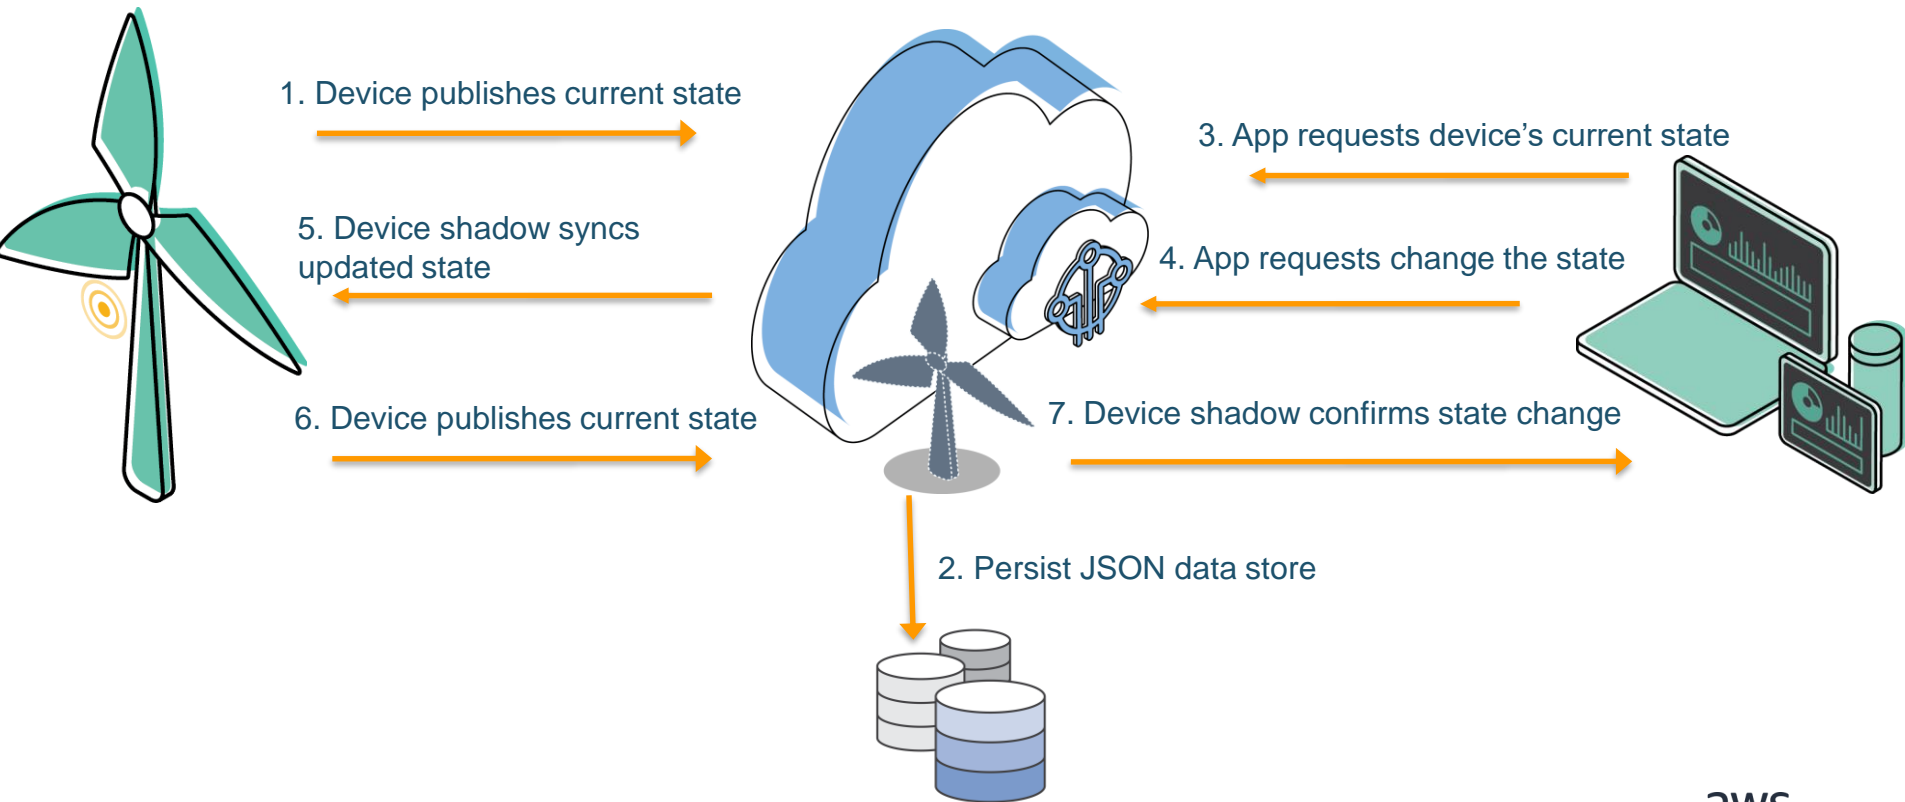 1. Device publishes current state
3. App requests device's current state
5. Device shadow syncs
updated state
4. App requests change the state
6. Device publishes current state
7. Device shadow confirms state change
2. Persist JSON data store
aws